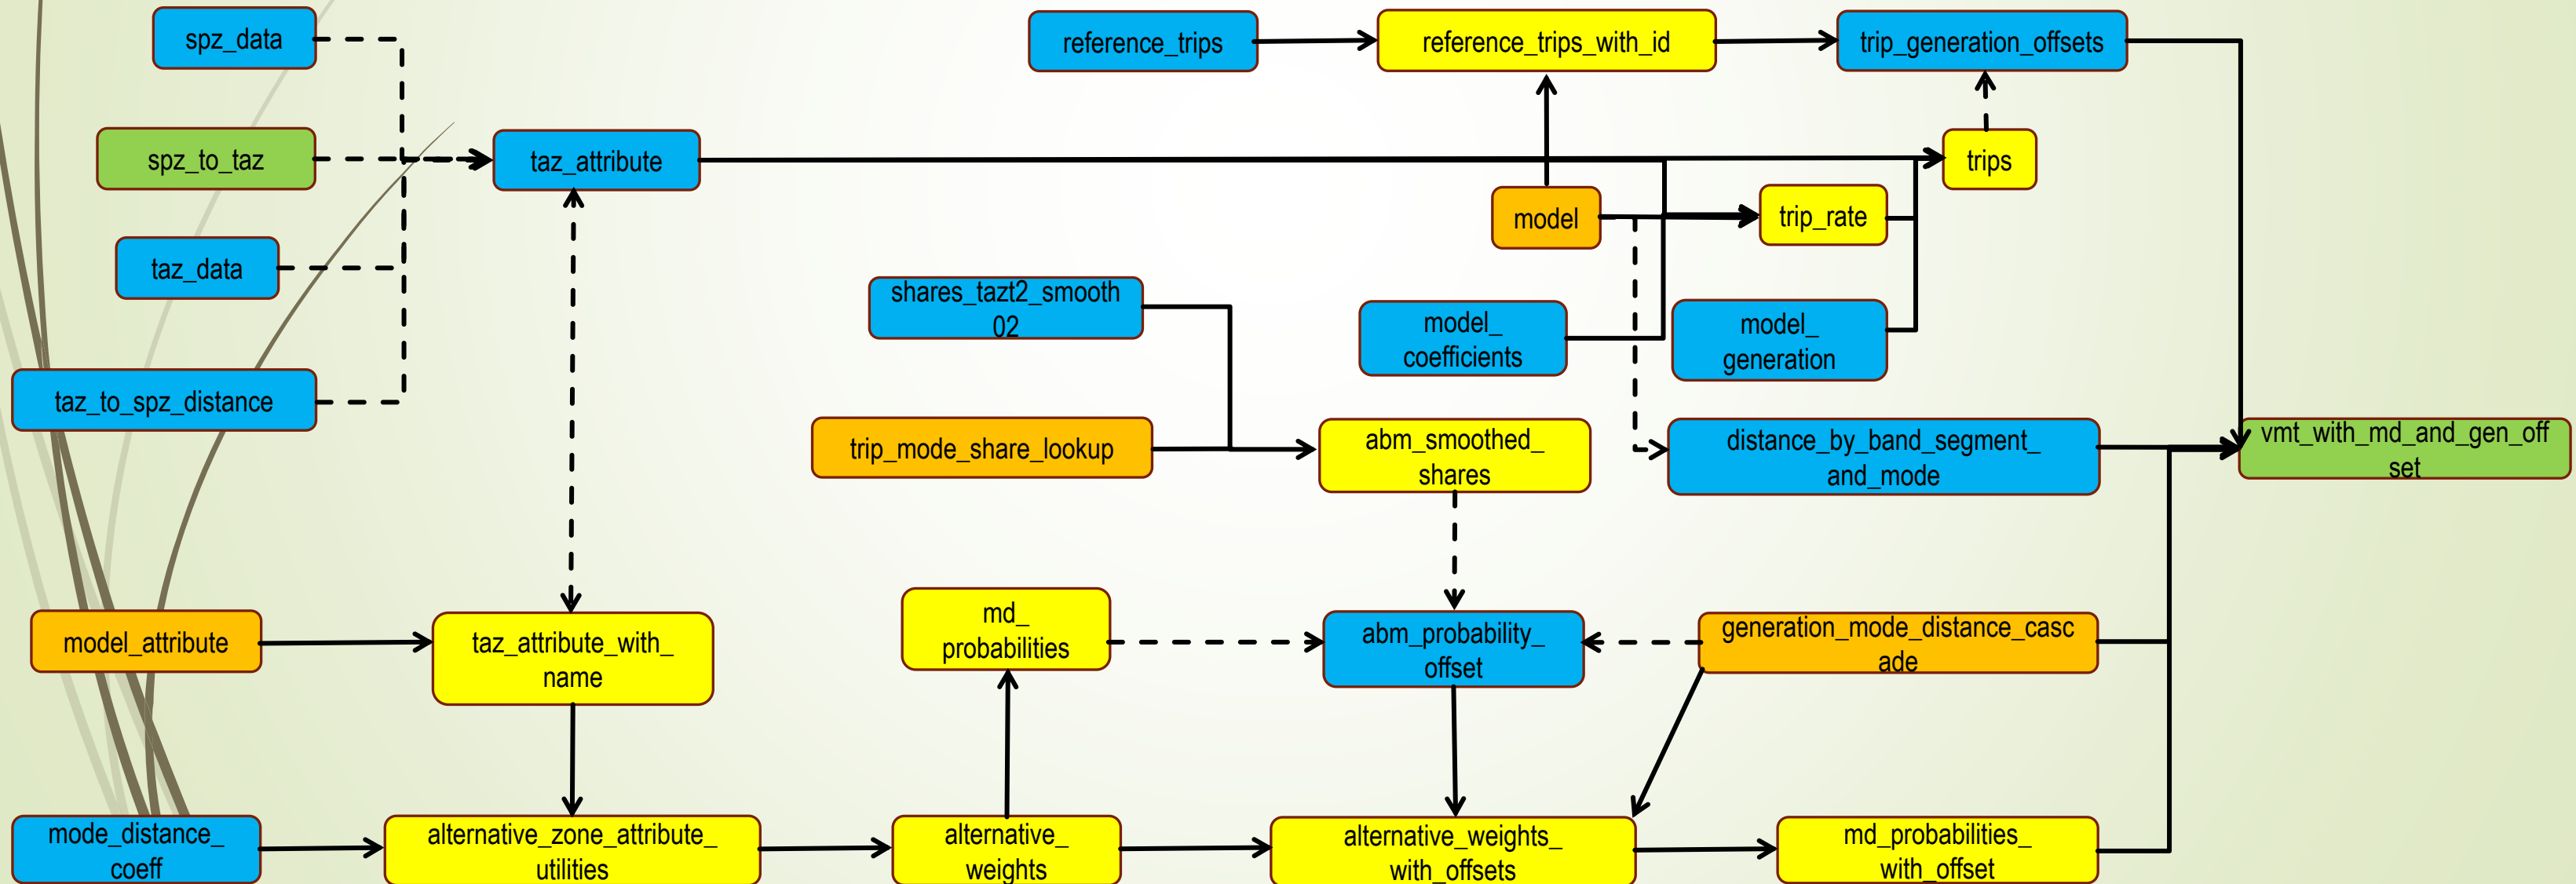 spz_data
reference_trips
reference_trips_with_id
trip_generation_offsets
spz_to_taz
taz_attribute
trips
model
trip_rate
taz_data
shares_tazt2_smooth
02
model_
coefficients
model_
generation
taz_to_spz_distance
trip_mode_share_lookup
abm_smoothed_
shares
distance_by_band_segment_
and_mode
vmt_with_md_and_gen_off
set
model_attribute
taz_attribute_with_
name
md_
probabilities
abm_probability_
offset
generation_mode_distance_casc
ade
mode_distance_
coeff
alternative_zone_attribute_
utilities
alternative_
weights
alternative_weights_
with_offsets
md_probabilities_
with_offset